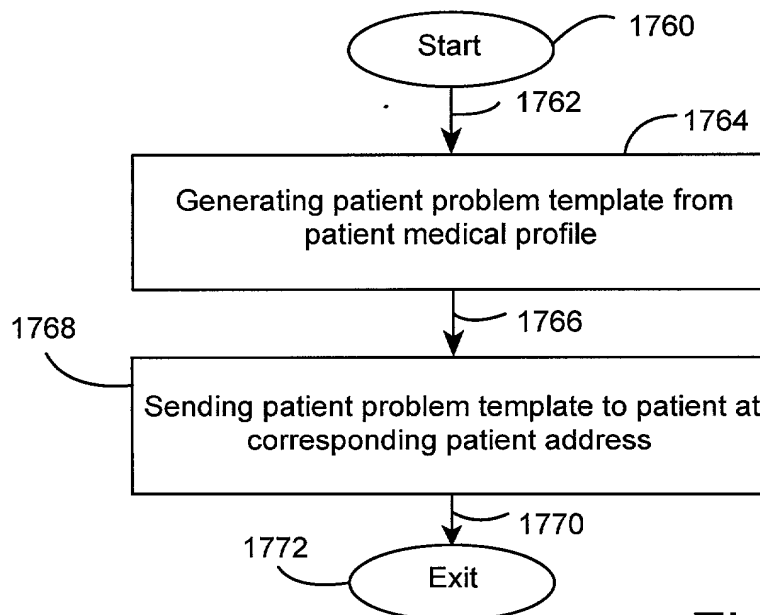 Start
1760
1762
1764
Generating patient problem template from
patient medical profile
1766
1768
Sending patient problem template to patient at
corresponding patient address
1770
1772
Exit